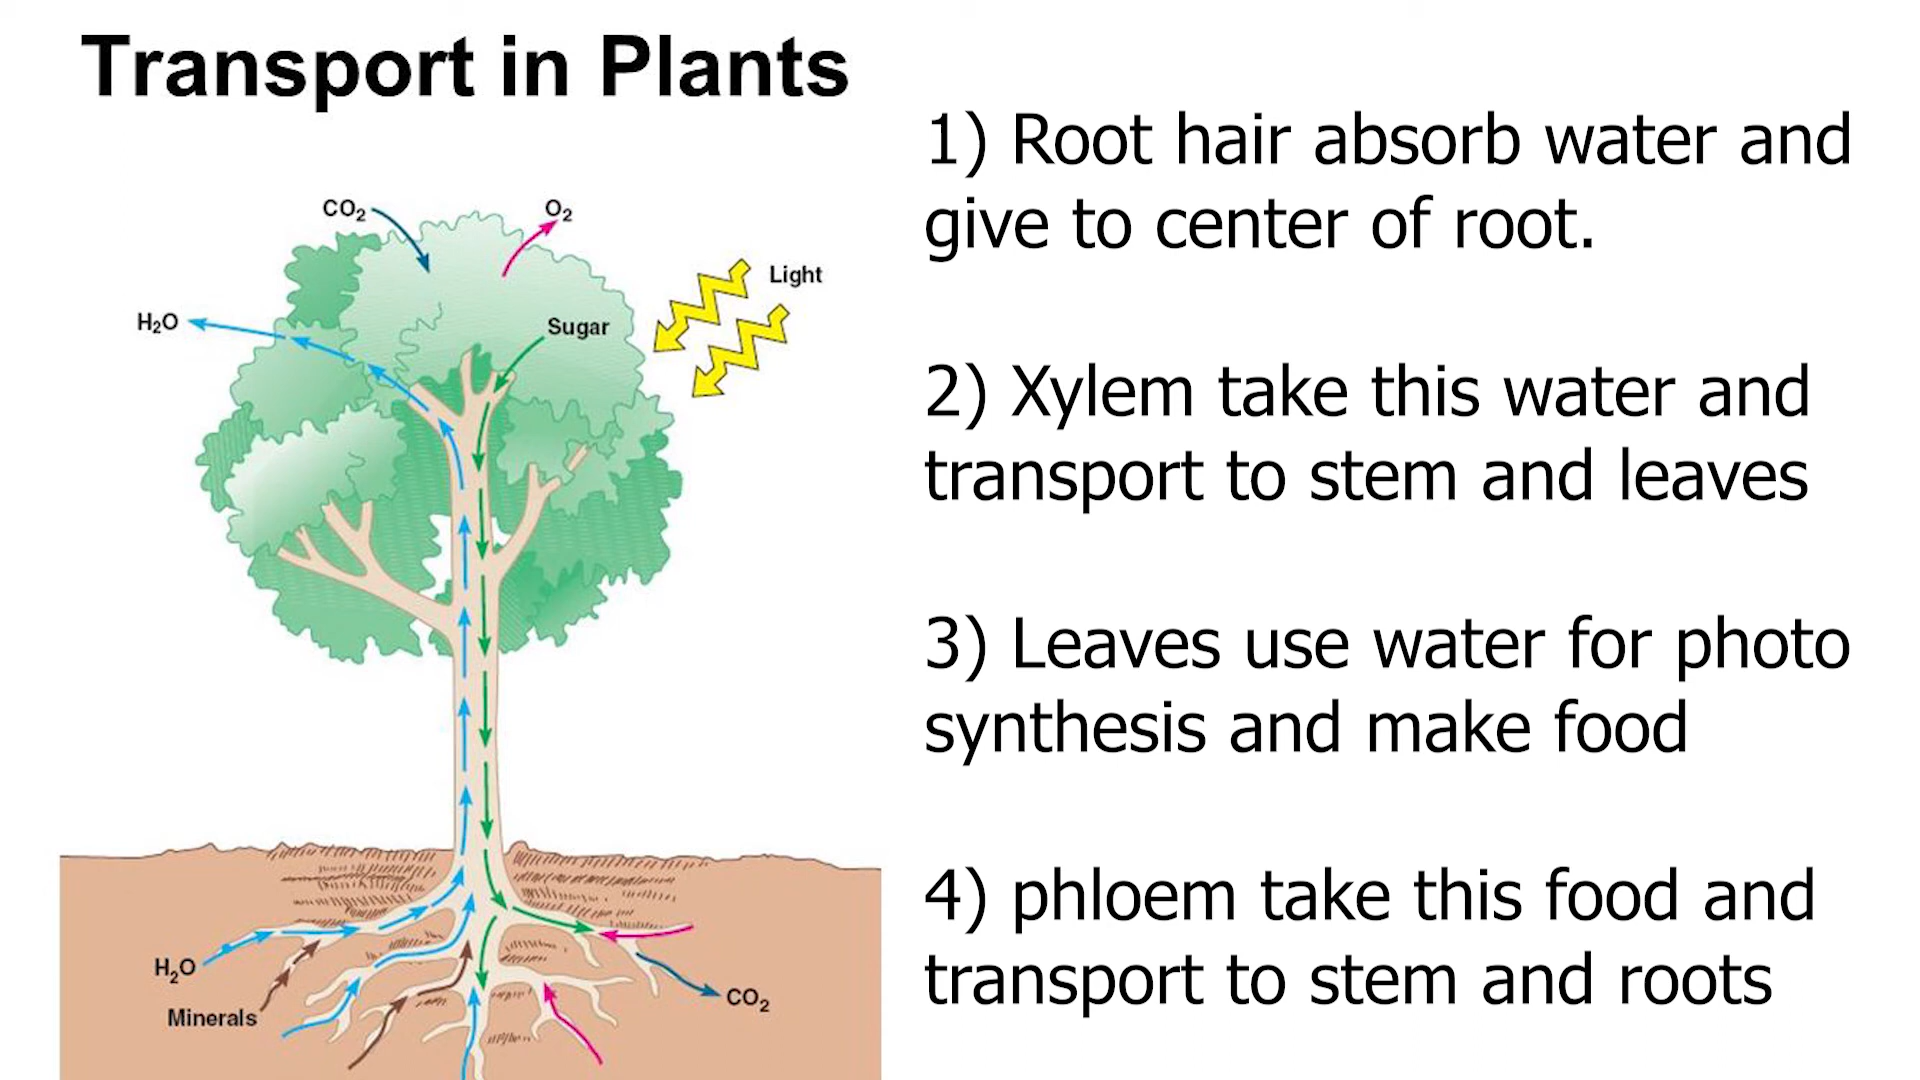 Transport in Plants
CO₂
O₂
Light
H₂O
Sugar
H₂O
Minerals
CO₂
1) Root hair absorb water and
give to center of root.
2) Xylem take this water and
transport to stem and leaves
3) Leaves use water for photo
synthesis and make food
4) phloem take this food and
transport to stem and roots